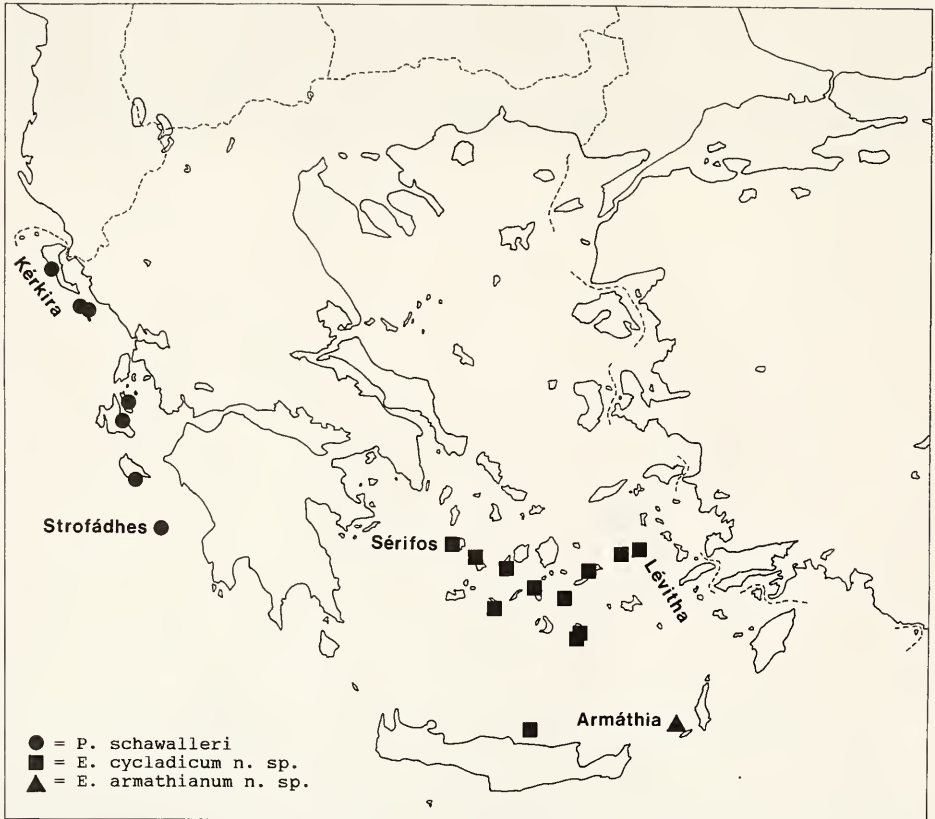 Kérkira
Strofádhes
Sérifos
Lévitha
Armáthia
● = P. schawalleri
■ = E. cycladicum n. sp.
▲ = E. armathianum n. sp.